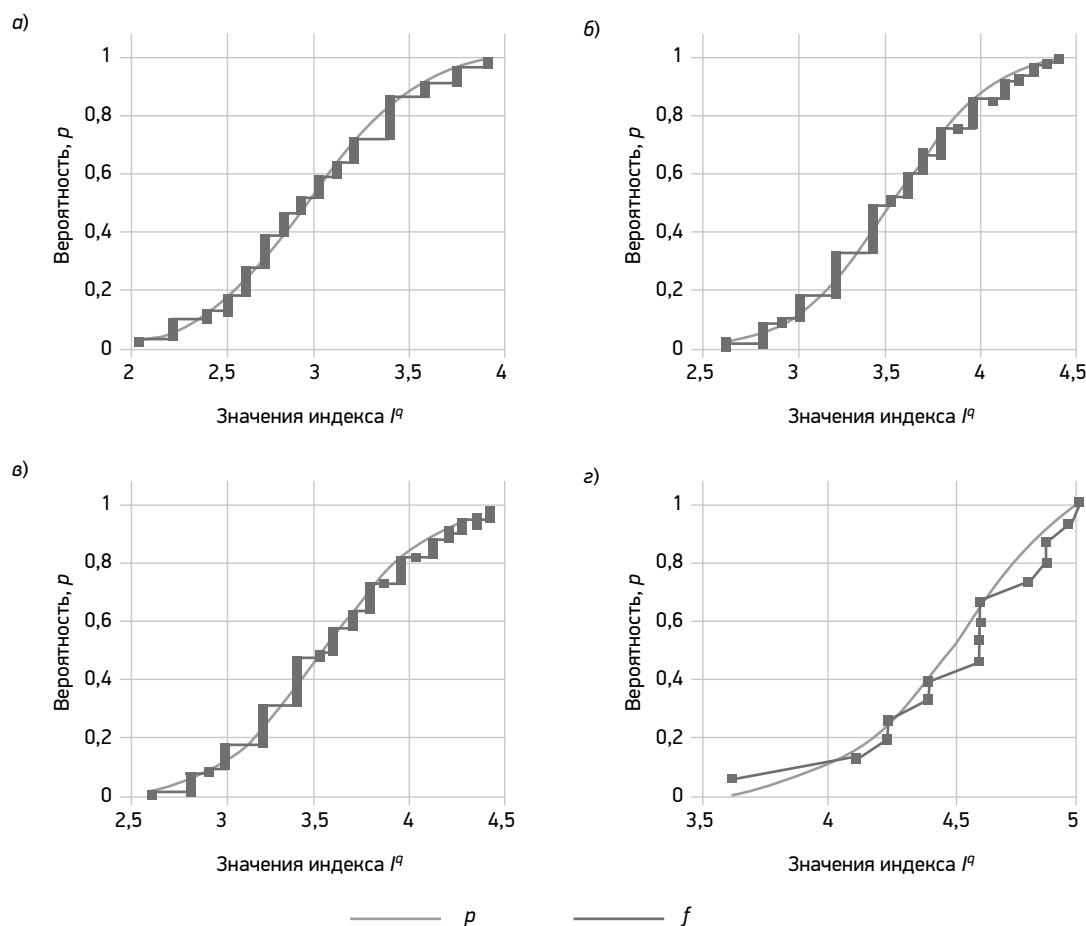 а)
Вероятность, p
1
0,8
0,6
0,4
0,2
0
2 2,5 3 3,5 4
Значения индекса I^q
б)
Вероятность, p
1
0,8
0,6
0,4
0,2
0
3 3,5 4 4,5
Значения индекса I^q
в)
Вероятность, p
1
0,8
0,6
0,4
0,2
0
2,5 3 3,5 4 4,5
Значения индекса I^q
г)
Вероятность, p
1
0,8
0,6
0,4
0,2
0
3,5 4 4,5 5
Значения индекса I^q
p f